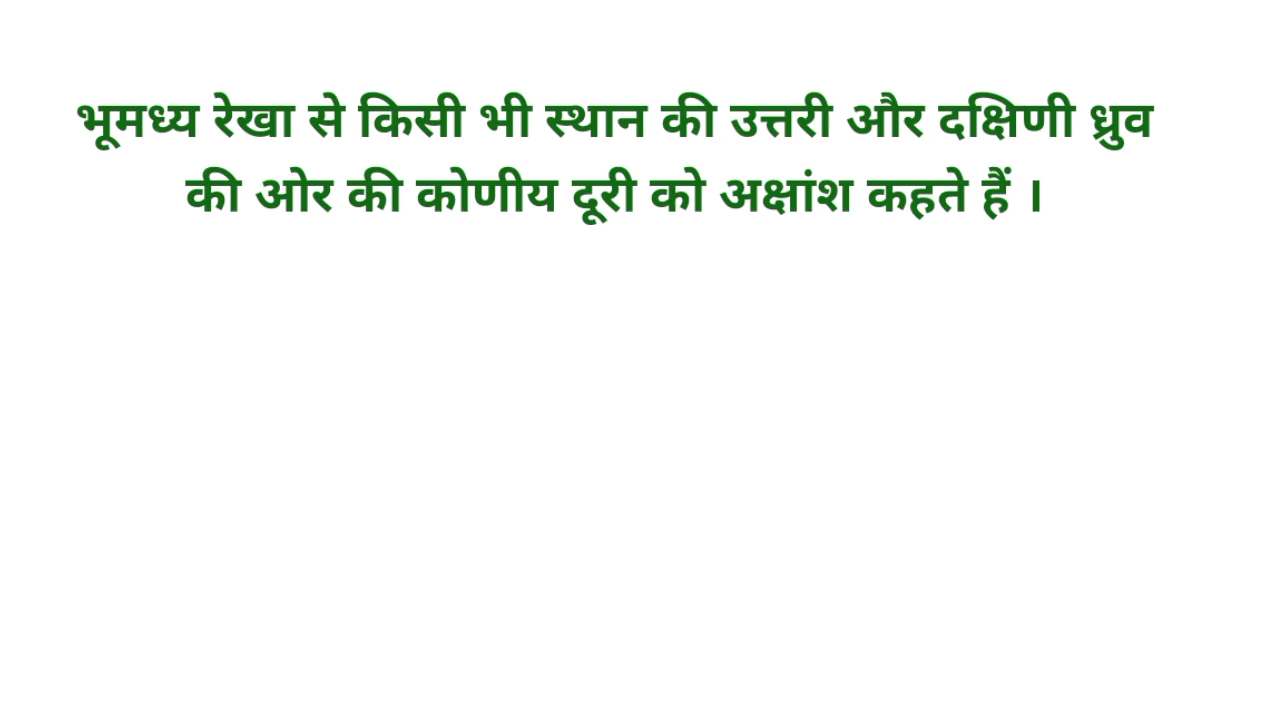 भूमध्य रेखा से किसी भी स्थान की उत्तरी और दक्षिणी ध्रुव
की ओर की कोणीय दूरी को अक्षांश कहते हैं ।